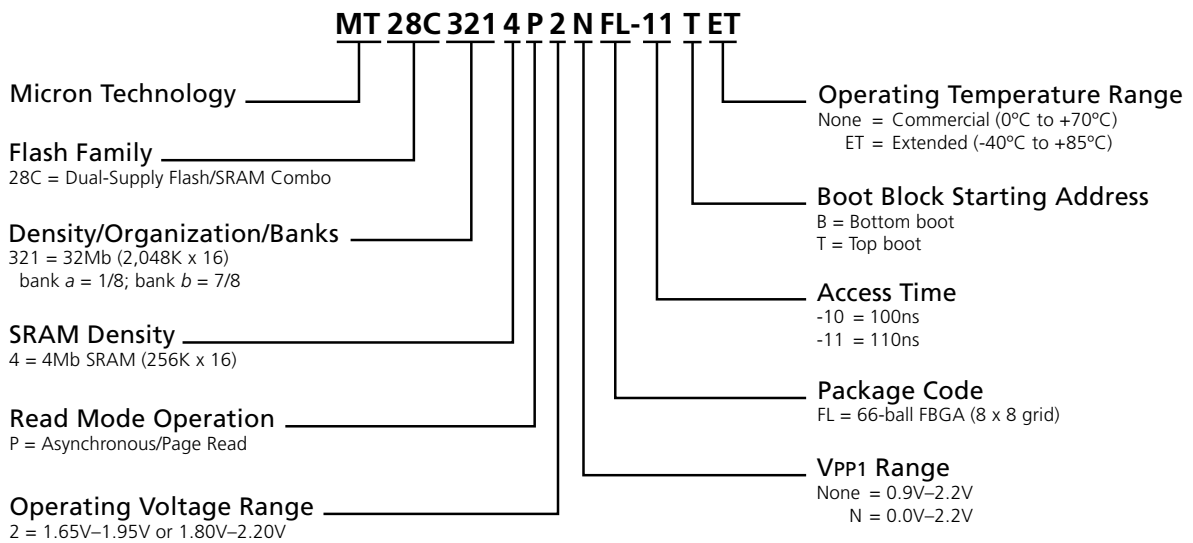 MT 28C 321 4 P 2 N FL-11 T ET
Micron Technology
Flash Family
28C = Dual-Supply Flash/SRAM Combo
Density/Organization/Banks
321 = 32Mb (2,048K x 16)
bank a = 1/8; bank b = 7/8
SRAM Density
4 = 4Mb SRAM (256K x 16)
Read Mode Operation
P = Asynchronous/Page Read
Operating Voltage Range
2 = 1.65V–1.95V or 1.80V–2.20V
Operating Temperature Range
None = Commercial (0ºC to +70ºC)
ET = Extended (-40ºC to +85ºC)
Boot Block Starting Address
B = Bottom boot
T = Top boot
Access Time
-10 = 100ns
-11 = 110ns
Package Code
FL = 66-ball FBGA (8 x 8 grid)
VPP1 Range
None = 0.9V–2.2V
N = 0.0V–2.2V